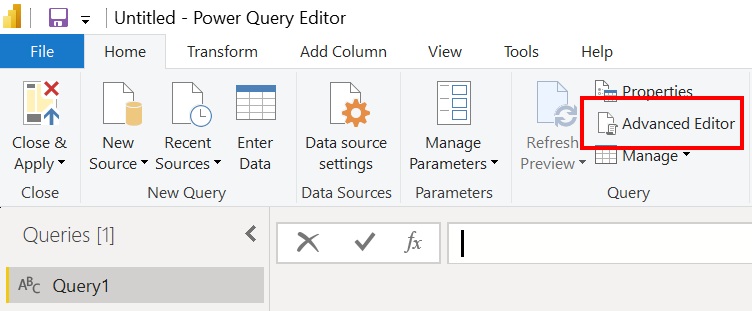 Untitled - Power Query Editor
File Home Transform Add Column View Tools Help
Close & Apply
New Source
Recent Sources
Enter Data
Data source settings
Manage Parameters
Refresh Preview
Properties
Advanced Editor
Manage
Close New Query Data Sources Parameters Query
Queries [1]
fx
ABC Query1